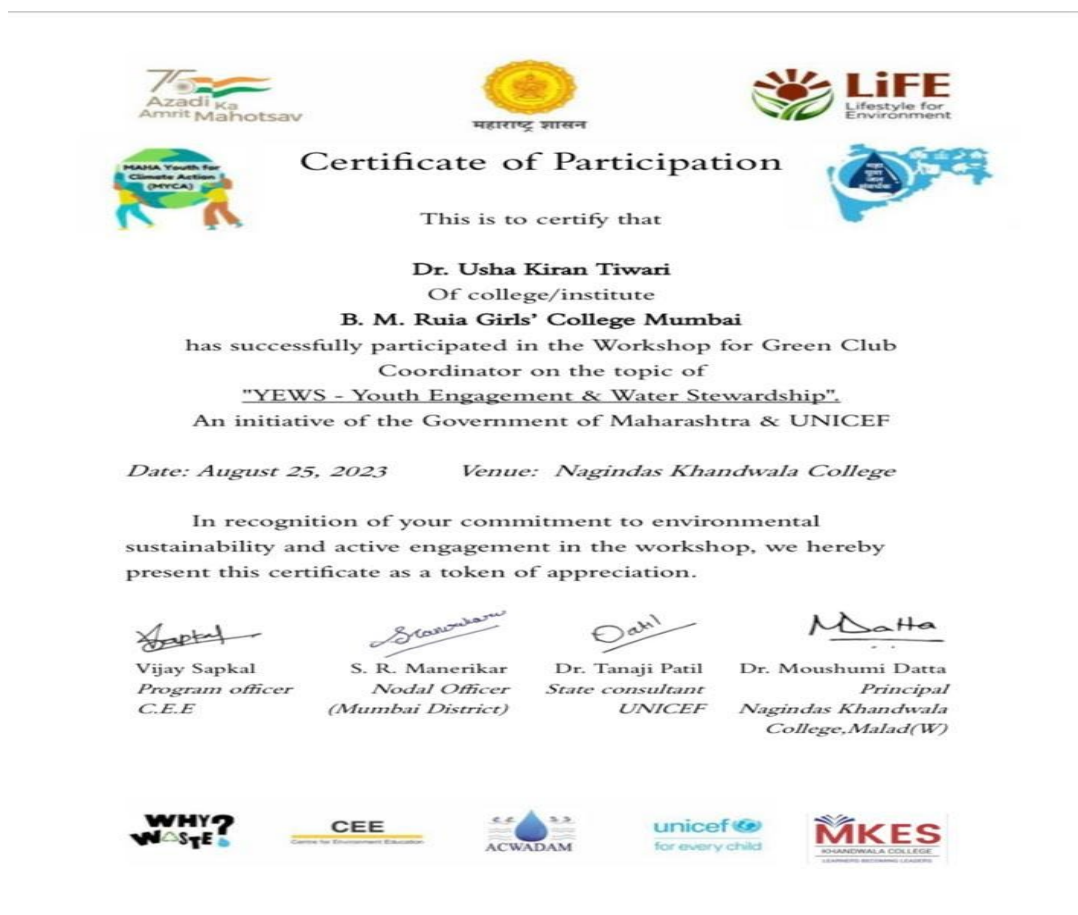 75
Azadi Ka
Amrit Mahotsav
महाराष्ट्र शासन
LiFE
Lifestyle for
Environment
MAHA Youth for
Climate Action
(MYCA)
महा
युवा
जल
Certificate of Participation
This is to certify that
Dr. Usha Kiran Tiwari
Of college/institute
B. M. Ruia Girls' College Mumbai
has successfully participated in the Workshop for Green Club
Coordinator on the topic of
"YEWS - Youth Engagement & Water Stewardship".
An initiative of the Government of Maharashtra & UNICEF
Date: August 25, 2023 Venue: Nagindas Khandwala College
In recognition of your commitment to environmental
sustainability and active engagement in the workshop, we hereby
present this certificate as a token of appreciation.
Sapkal
Patil
MDatta
Vijay Sapkal
Program officer
C.E.E
S. R. Manerikar
Nodal Officer
(Mumbai District)
Dr. Tanaji Patil
State consultant
UNICEF
Dr. Moushumi Datta
Principal
Nagindas Khandwala
College,Malad(W)
WHY
WASTE?
CEE
Centre for Environment Education
ACWADAM
unicef
for every child
MKES
KHANDWALA COLLEGE
LEARNERS BECOMING LEADERS